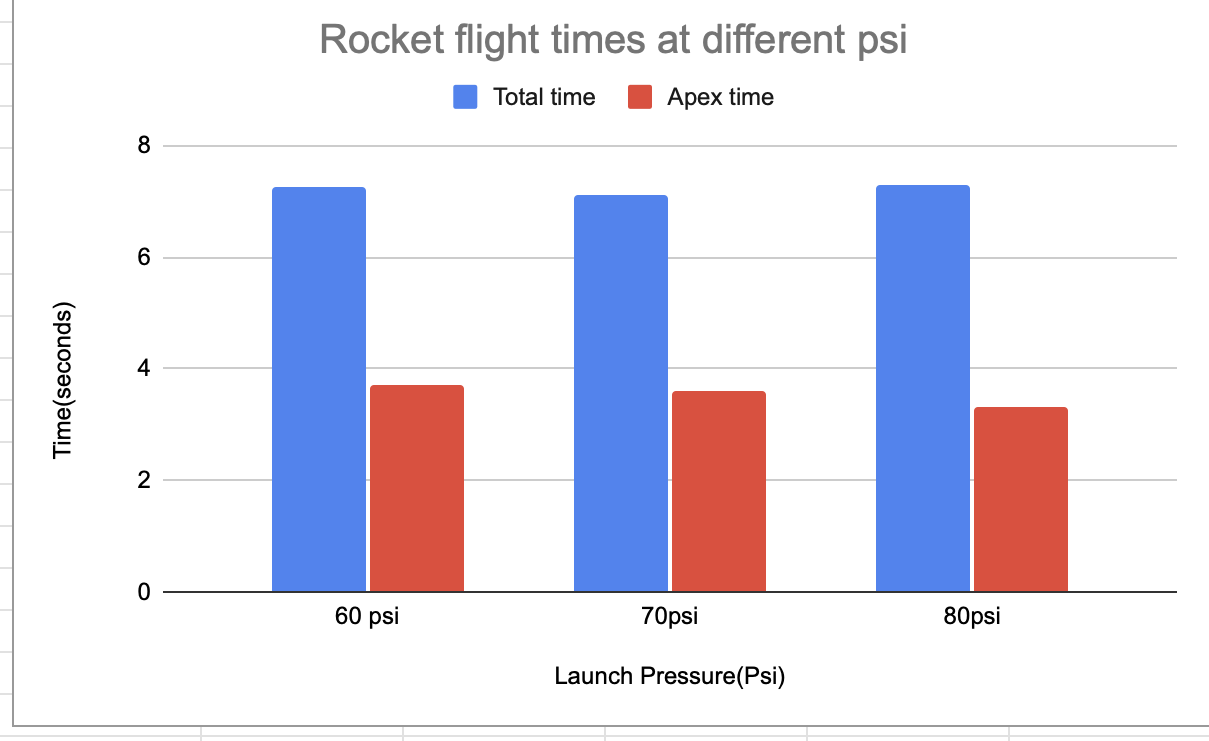 Rocket flight times at different psi
Total time Apex time
8
6
4
2
0
Time(seconds)
60 psi 70psi 80psi
Launch Pressure(Psi)